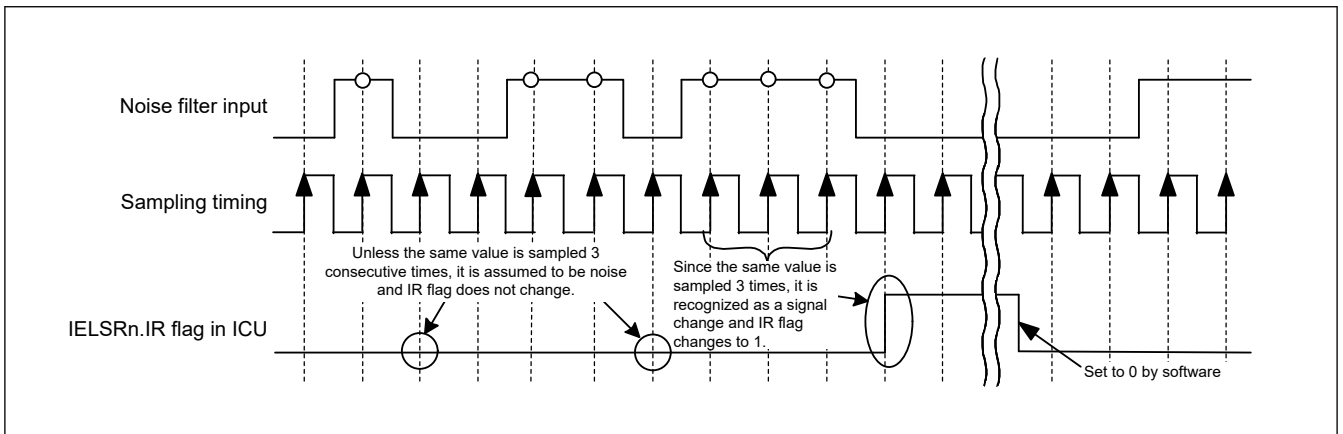 Noise filter input
Sampling timing
Unless the same value is sampled 3
consecutive times, it is assumed to be noise
and IR flag does not change.
Since the same value is
sampled 3 times, it is
recognized as a signal
change and IR flag
changes to 1.
IELSRn.IR flag in ICU
Set to 0 by software